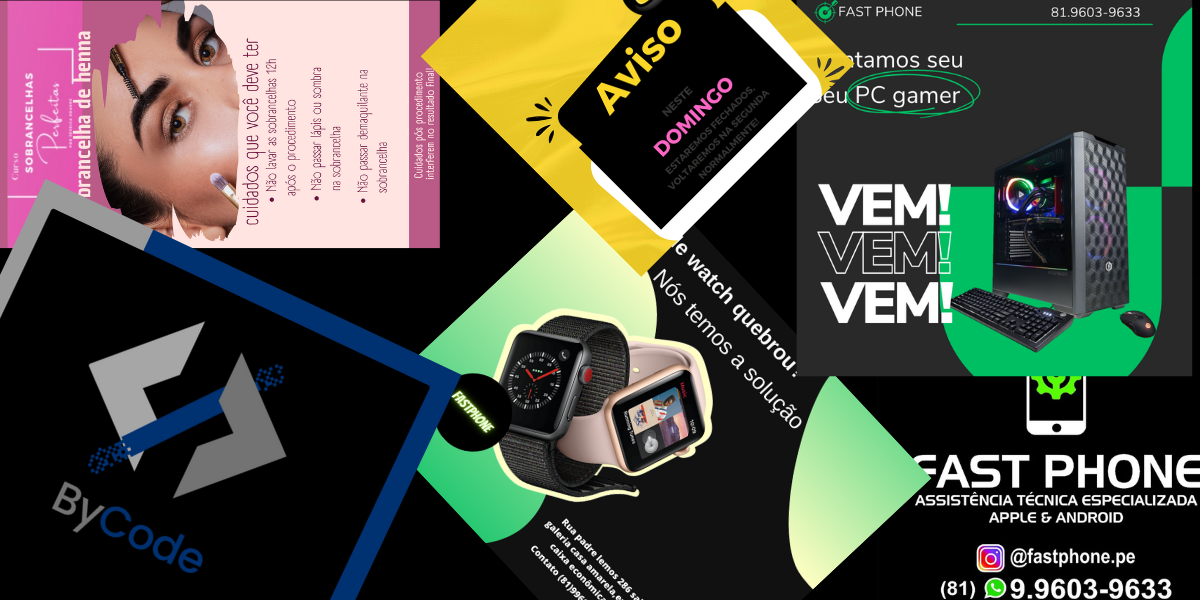 Curso
SOBRANCELHAS
Perfeitas
brancelha de henna
cuidados que você deve ter
• Não lavar as sobrancelhas 12h
após o procedimento
• Não passar lápis ou sombra
na sobrancelha
• Não passar demaquilante na
sobrancelha
Cuidados pós procedimento
interferem no resultado final!
Aviso
NESTE
DOMINGO
ESTAREMOS FECHADOS.
VOLTAREMOS NA SEGUNDA
NORMALMENTE!
FAST PHONE
81.9603-9633
tamos seu
PC gamer
VEM!
VEM!
VEM!
ByCode
FASTPHONE
e watch quebrou?
Nós temos a solução
Rua padre lemos 286
galeria casa amarela,
caixa econômica
Contato (81)996
FAST PHONE
ASSISTÊNCIA TÉCNICA ESPECIALIZADA
APPLE & ANDROID
@fastphone.pe
(81) 9.9603-9633